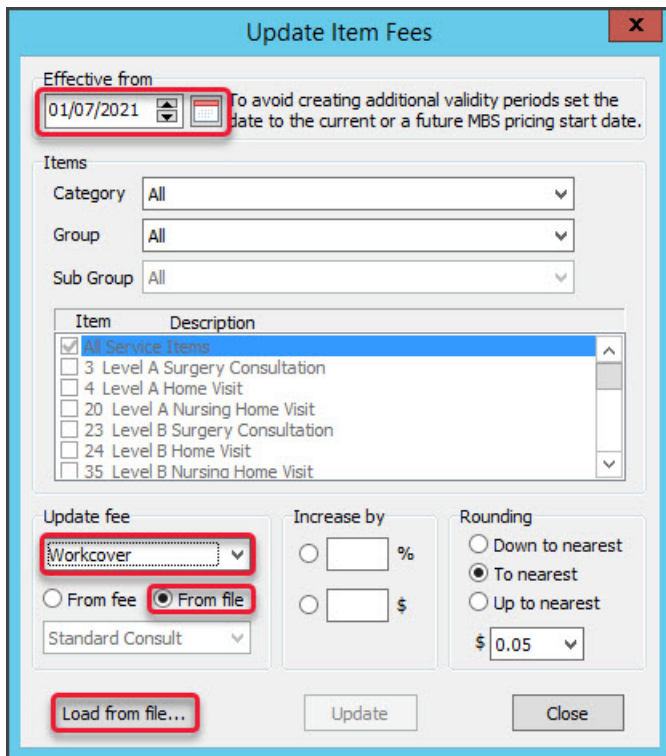 Update Item Fees
x
Effective from
01/07/2021
To avoid creating additional validity periods set the
date to the current or a future MBS pricing start date.
Items
Category All
Group All
Sub Group All
Item Description
All Service Items
3 Level A Surgery Consultation
4 Level A Home Visit
20 Level A Nursing Home Visit
23 Level B Surgery Consultation
24 Level B Home Visit
35 Level B Nursing Home Visit
Update fee
Workcover
From fee From file
Standard Consult
Increase by
%
$
Rounding
Down to nearest
To nearest
Up to nearest
$ 0.05
Load from file... Update Close